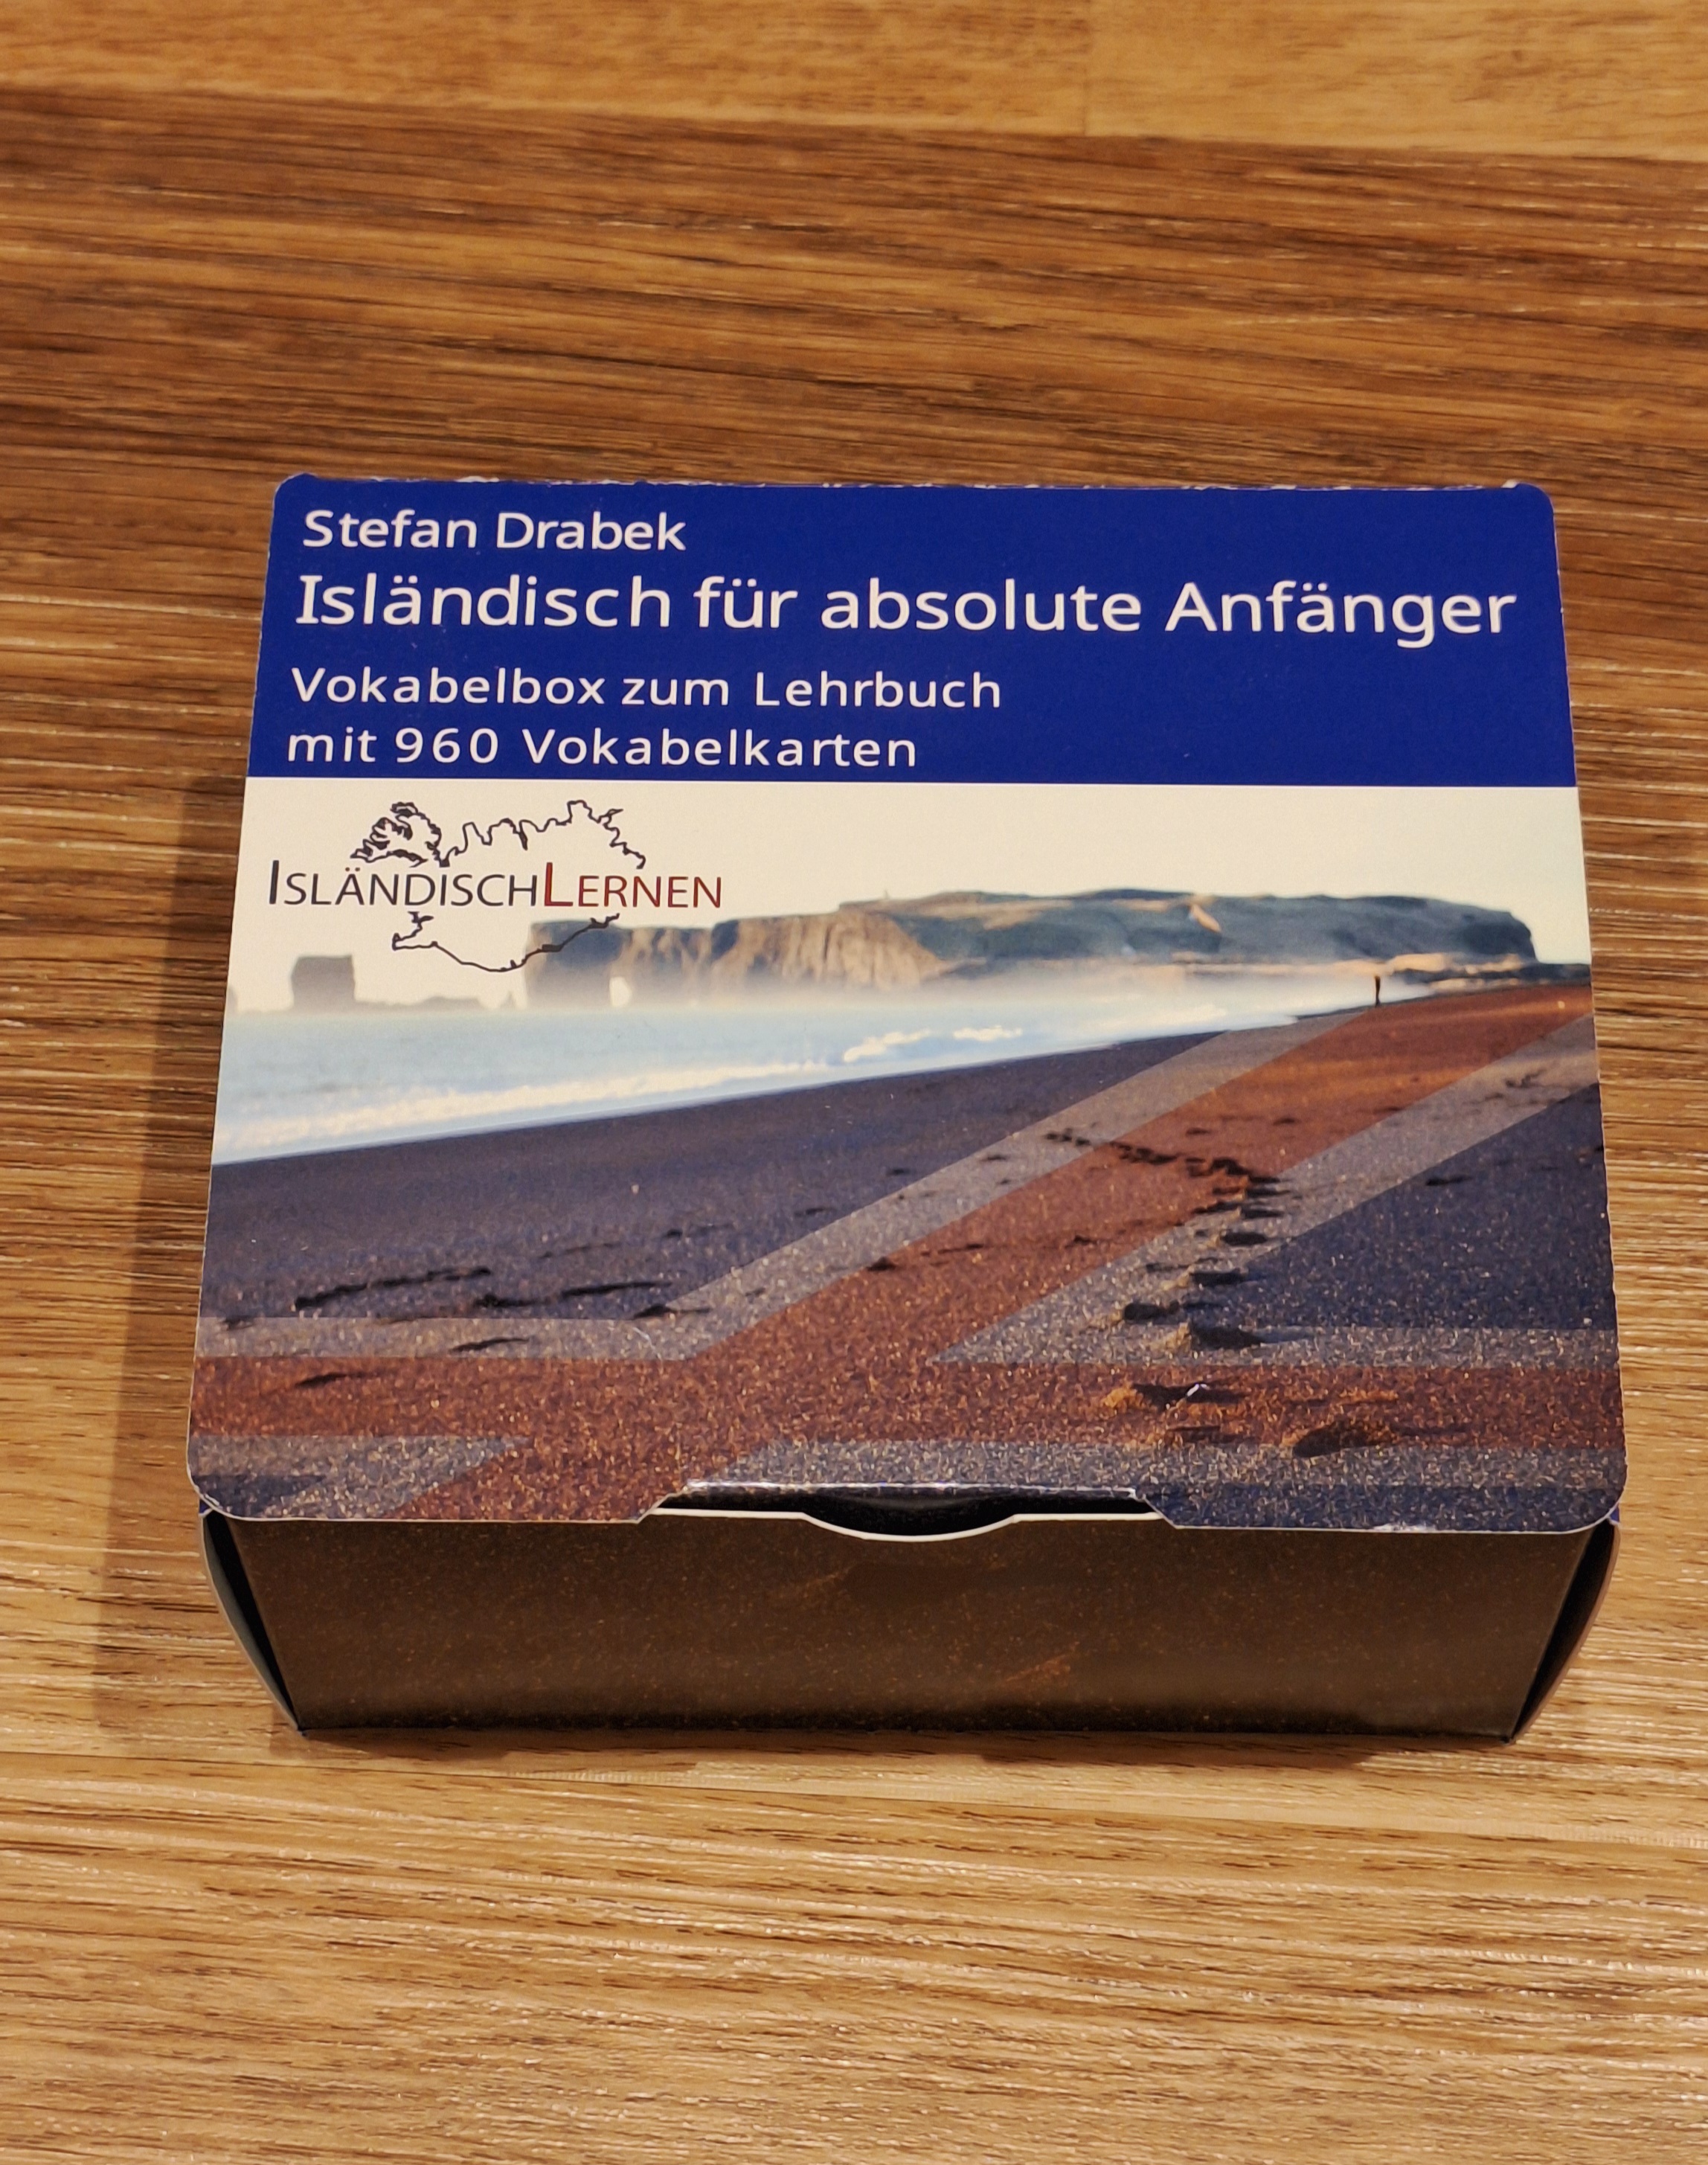 Stefan Drabek
Isländisch für absolute Anfänger
Vokabelbox zum Lehrbuch
mit 960 Vokabelkarten
IsländischLernen